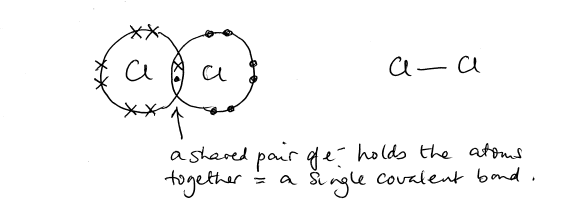 Cl Cl
Cl — Cl
a shared pair of e⁻ holds the atoms
together = a single covalent bond.